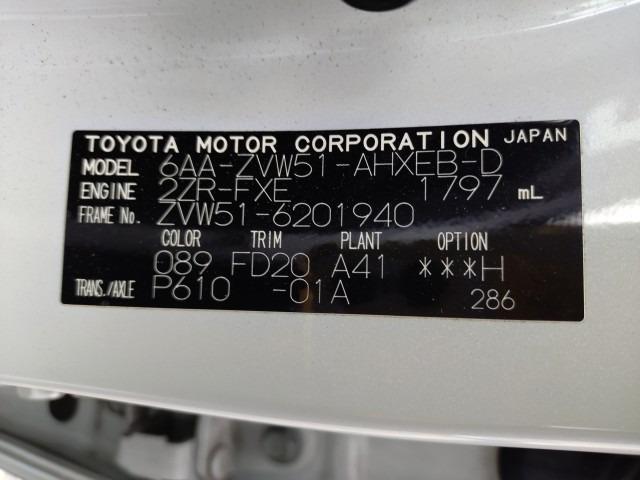 TOYOTA MOTOR CORPORATION JAPAN
MODEL 6AA-ZVW51-AHXEB-D
ENGINE 2ZR-FXE 1797 mL
FRAME No. ZVW51-6201940
COLOR TRIM PLANT OPTION
089 FD20 A41 ***H
TRANS./AXLE P610 -01A 286